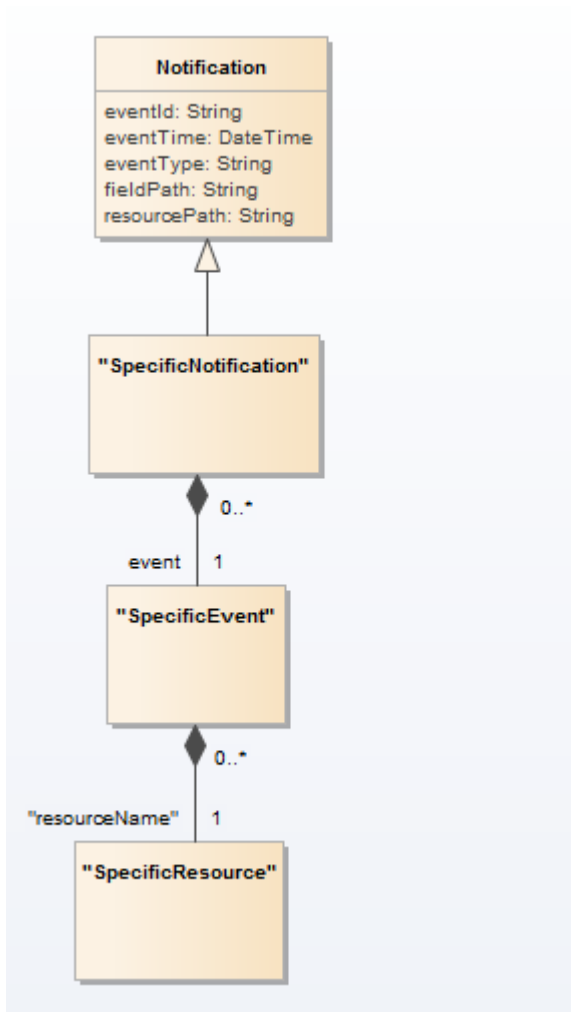 Notification
eventId: String
eventTime: DateTime
eventType: String
fieldPath: String
resourcePath: String
"SpecificNotification"
0..*
event 1
"SpecificEvent"
0..*
"resourceName" 1
"SpecificResource"